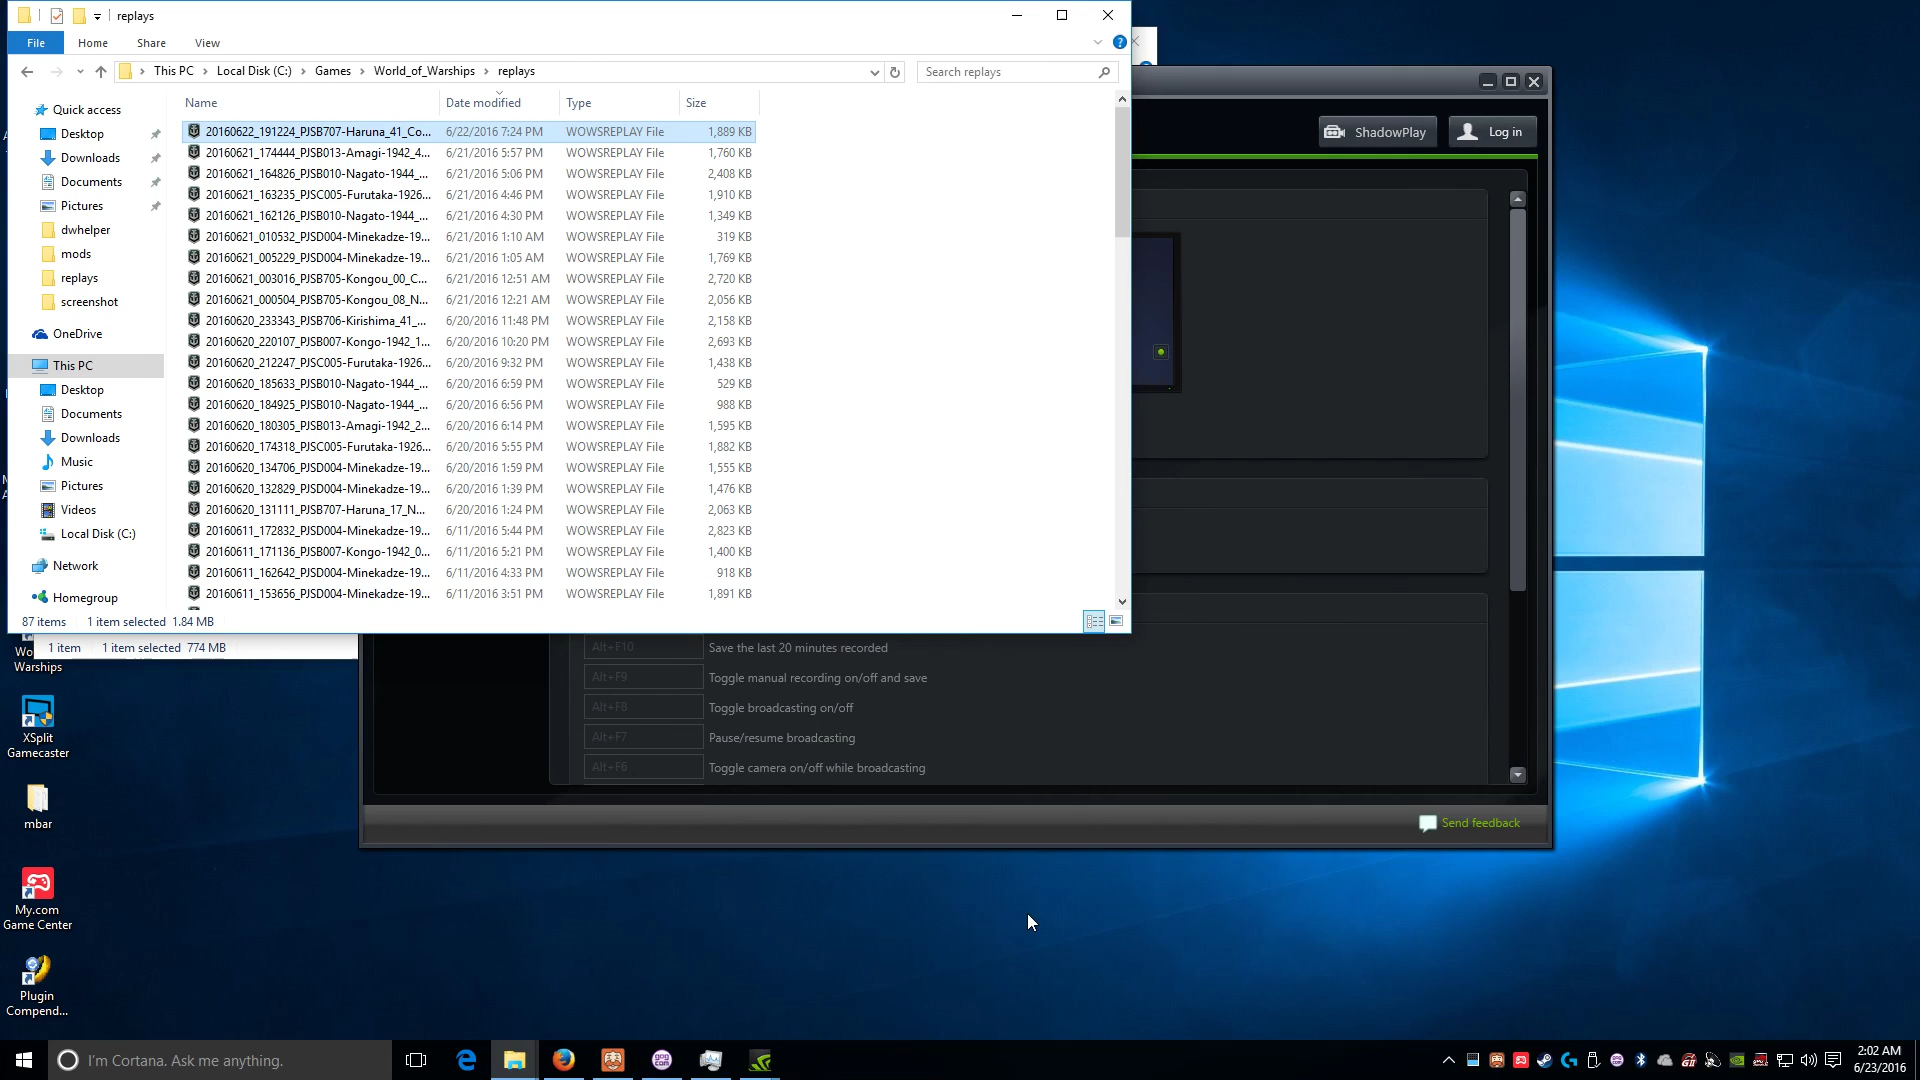 replays
File Home Share View
This PC Local Disk (C:) Games World_of_Warships replays
Search replays
Name Date modified Type Size
Quick access
Desktop
Downloads
Documents
Pictures
dwhelper
mods
replays
screenshot
OneDrive
This PC
Desktop
Documents
Downloads
Music
Pictures
Videos
Local Disk (C:)
Network
Homegroup
20160622_191224_PJSB707-Haruna_41_Co... 6/22/2016 7:24 PM WOWSREPLAY File 1,889 KB
20160621_174444_PJSB013-Amagi-1942_4... 6/21/2016 5:57 PM WOWSREPLAY File 1,760 KB
20160621_164826_PJSB010-Nagato-1944_... 6/21/2016 5:06 PM WOWSREPLAY File 2,408 KB
20160621_163235_PJSC005-Furutaka-1926... 6/21/2016 4:46 PM WOWSREPLAY File 1,910 KB
20160621_162126_PJSB010-Nagato-1944_... 6/21/2016 4:30 PM WOWSREPLAY File 1,349 KB
20160621_010532_PJSD004-Minekadze-19... 6/21/2016 1:10 AM WOWSREPLAY File 319 KB
20160621_005229_PJSD004-Minekadze-19... 6/21/2016 1:05 AM WOWSREPLAY File 1,769 KB
20160621_003016_PJSB705-Kongou_00_C... 6/21/2016 12:51 AM WOWSREPLAY File 2,720 KB
20160621_000504_PJSB705-Kongou_08_N... 6/21/2016 12:21 AM WOWSREPLAY File 2,056 KB
20160620_233343_PJSB706-Kirishima_41_... 6/20/2016 11:48 PM WOWSREPLAY File 2,158 KB
20160620_220107_PJSB007-Kongo-1942_1... 6/20/2016 10:20 PM WOWSREPLAY File 2,693 KB
20160620_212247_PJSC005-Furutaka-1926... 6/20/2016 9:32 PM WOWSREPLAY File 1,438 KB
20160620_185633_PJSB010-Nagato-1944_... 6/20/2016 6:59 PM WOWSREPLAY File 529 KB
20160620_184925_PJSB010-Nagato-1944_... 6/20/2016 6:56 PM WOWSREPLAY File 988 KB
20160620_180305_PJSB013-Amagi-1942_2... 6/20/2016 6:14 PM WOWSREPLAY File 1,595 KB
20160620_174318_PJSC005-Furutaka-1926... 6/20/2016 5:55 PM WOWSREPLAY File 1,882 KB
20160620_134706_PJSD004-Minekadze-19... 6/20/2016 1:59 PM WOWSREPLAY File 1,555 KB
20160620_132829_PJSD004-Minekadze-19... 6/20/2016 1:39 PM WOWSREPLAY File 1,476 KB
20160620_131111_PJSB707-Haruna_17_N... 6/20/2016 1:24 PM WOWSREPLAY File 2,063 KB
20160611_172832_PJSD004-Minekadze-19... 6/11/2016 5:44 PM WOWSREPLAY File 2,823 KB
20160611_171136_PJSB007-Kongo-1942_0... 6/11/2016 5:21 PM WOWSREPLAY File 1,400 KB
20160611_162642_PJSD004-Minekadze-19... 6/11/2016 4:33 PM WOWSREPLAY File 918 KB
20160611_153656_PJSD004-Minekadze-19... 6/11/2016 3:51 PM WOWSREPLAY File 1,891 KB
87 items 1 item selected 1.84 MB
1 item 1 item selected 774 MB
ShadowPlay Log in
Alt+F10 Save the last 20 minutes recorded
Alt+F9 Toggle manual recording on/off and save
Alt+F8 Toggle broadcasting on/off
Alt+F7 Pause/resume broadcasting
Alt+F6 Toggle camera on/off while broadcasting
Send feedback
Wo
Warships
XSplit
Gamecaster
mbar
My.com
Game Center
Plugin
Compend...
I'm Cortana. Ask me anything.
gog
com
2:02 AM
6/23/2016